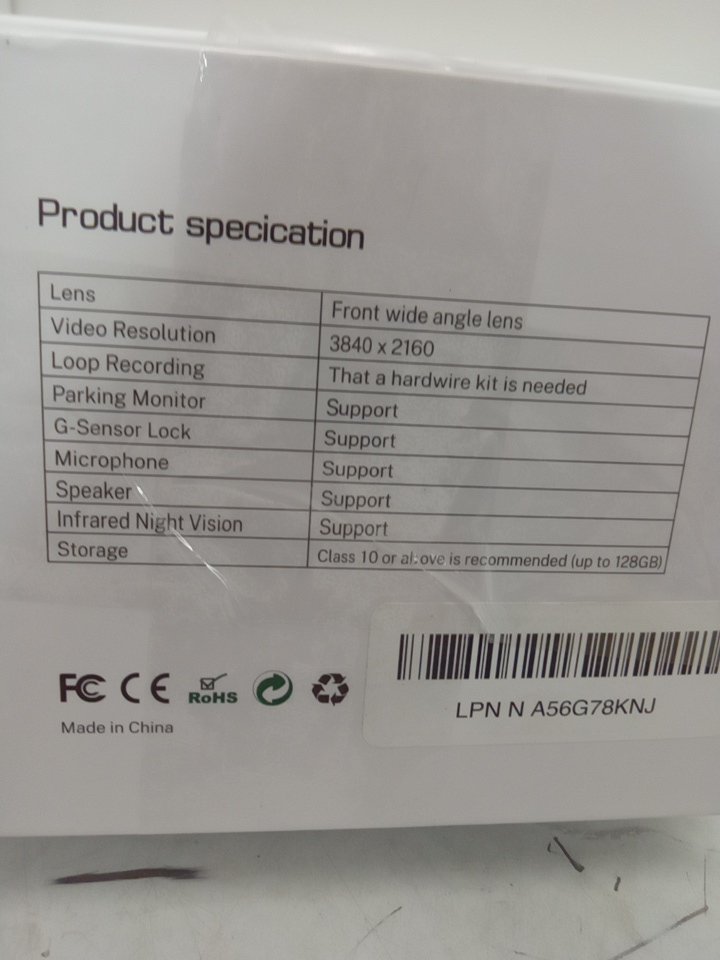 Product specication
Lens Front wide angle lens
Video Resolution 3840 x 2160
Loop Recording That a hardwire kit is needed
Parking Monitor Support
G-Sensor Lock Support
Microphone Support
Speaker Support
Infrared Night Vision Support
Storage Class 10 or above is recommended (up to 128GB)
FC CE RoHS
Made in China
LPN N A56G78KNJ